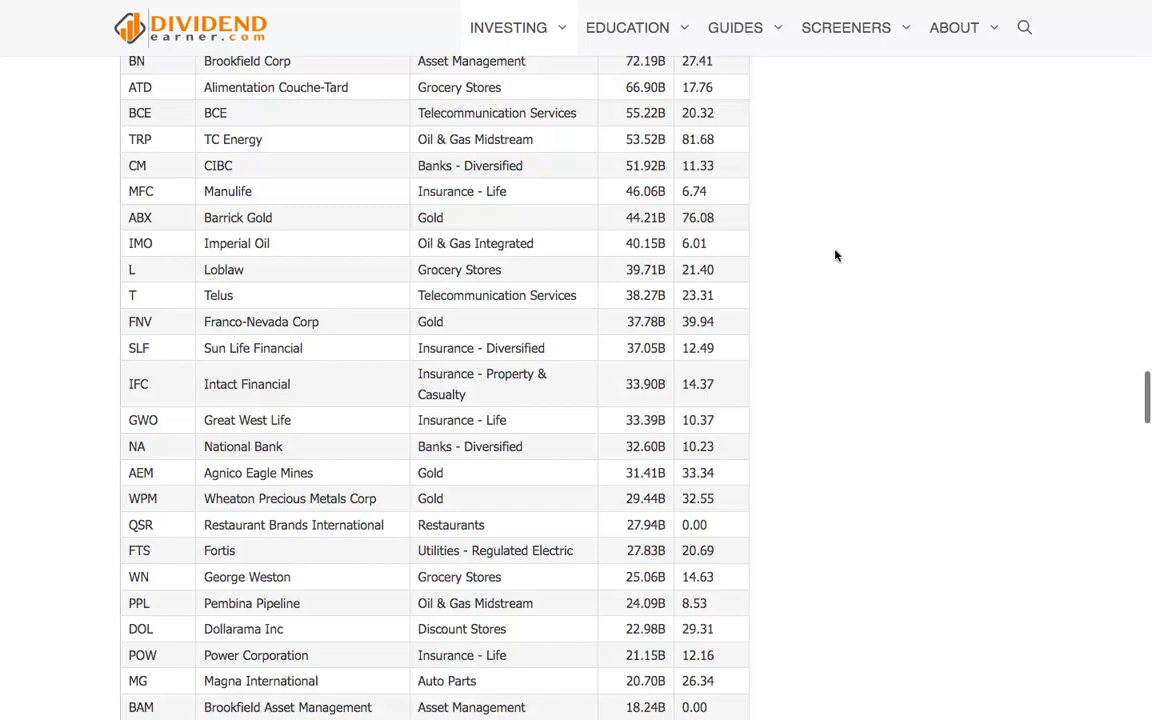 DIVIDEND
earner.com
INVESTING EDUCATION GUIDES SCREENERS ABOUT
BN Brookfield Corp Asset Management 72.19B 27.41
ATD Alimentation Couche-Tard Grocery Stores 66.90B 17.76
BCE BCE Telecommunication Services 55.22B 20.32
TRP TC Energy Oil & Gas Midstream 53.52B 81.68
CM CIBC Banks - Diversified 51.92B 11.33
MFC Manulife Insurance - Life 46.06B 6.74
ABX Barrick Gold Gold 44.21B 76.08
IMO Imperial Oil Oil & Gas Integrated 40.15B 6.01
L Loblaw Grocery Stores 39.71B 21.40
T Telus Telecommunication Services 38.27B 23.31
FNV Franco-Nevada Corp Gold 37.78B 39.94
SLF Sun Life Financial Insurance - Diversified 37.05B 12.49
IFC Intact Financial Insurance - Property &
Casualty 33.90B 14.37
GWO Great West Life Insurance - Life 33.39B 10.37
NA National Bank Banks - Diversified 32.60B 10.23
AEM Agnico Eagle Mines Gold 31.41B 33.34
WPM Wheaton Precious Metals Corp Gold 29.44B 32.55
QSR Restaurant Brands International Restaurants 27.94B 0.00
FTS Fortis Utilities - Regulated Electric 27.83B 20.69
WN George Weston Grocery Stores 25.06B 14.63
PPL Pembina Pipeline Oil & Gas Midstream 24.09B 8.53
DOL Dollarama Inc Discount Stores 22.98B 29.31
POW Power Corporation Insurance - Life 21.15B 12.16
MG Magna International Auto Parts 20.70B 26.34
BAM Brookfield Asset Management Asset Management 18.24B 0.00